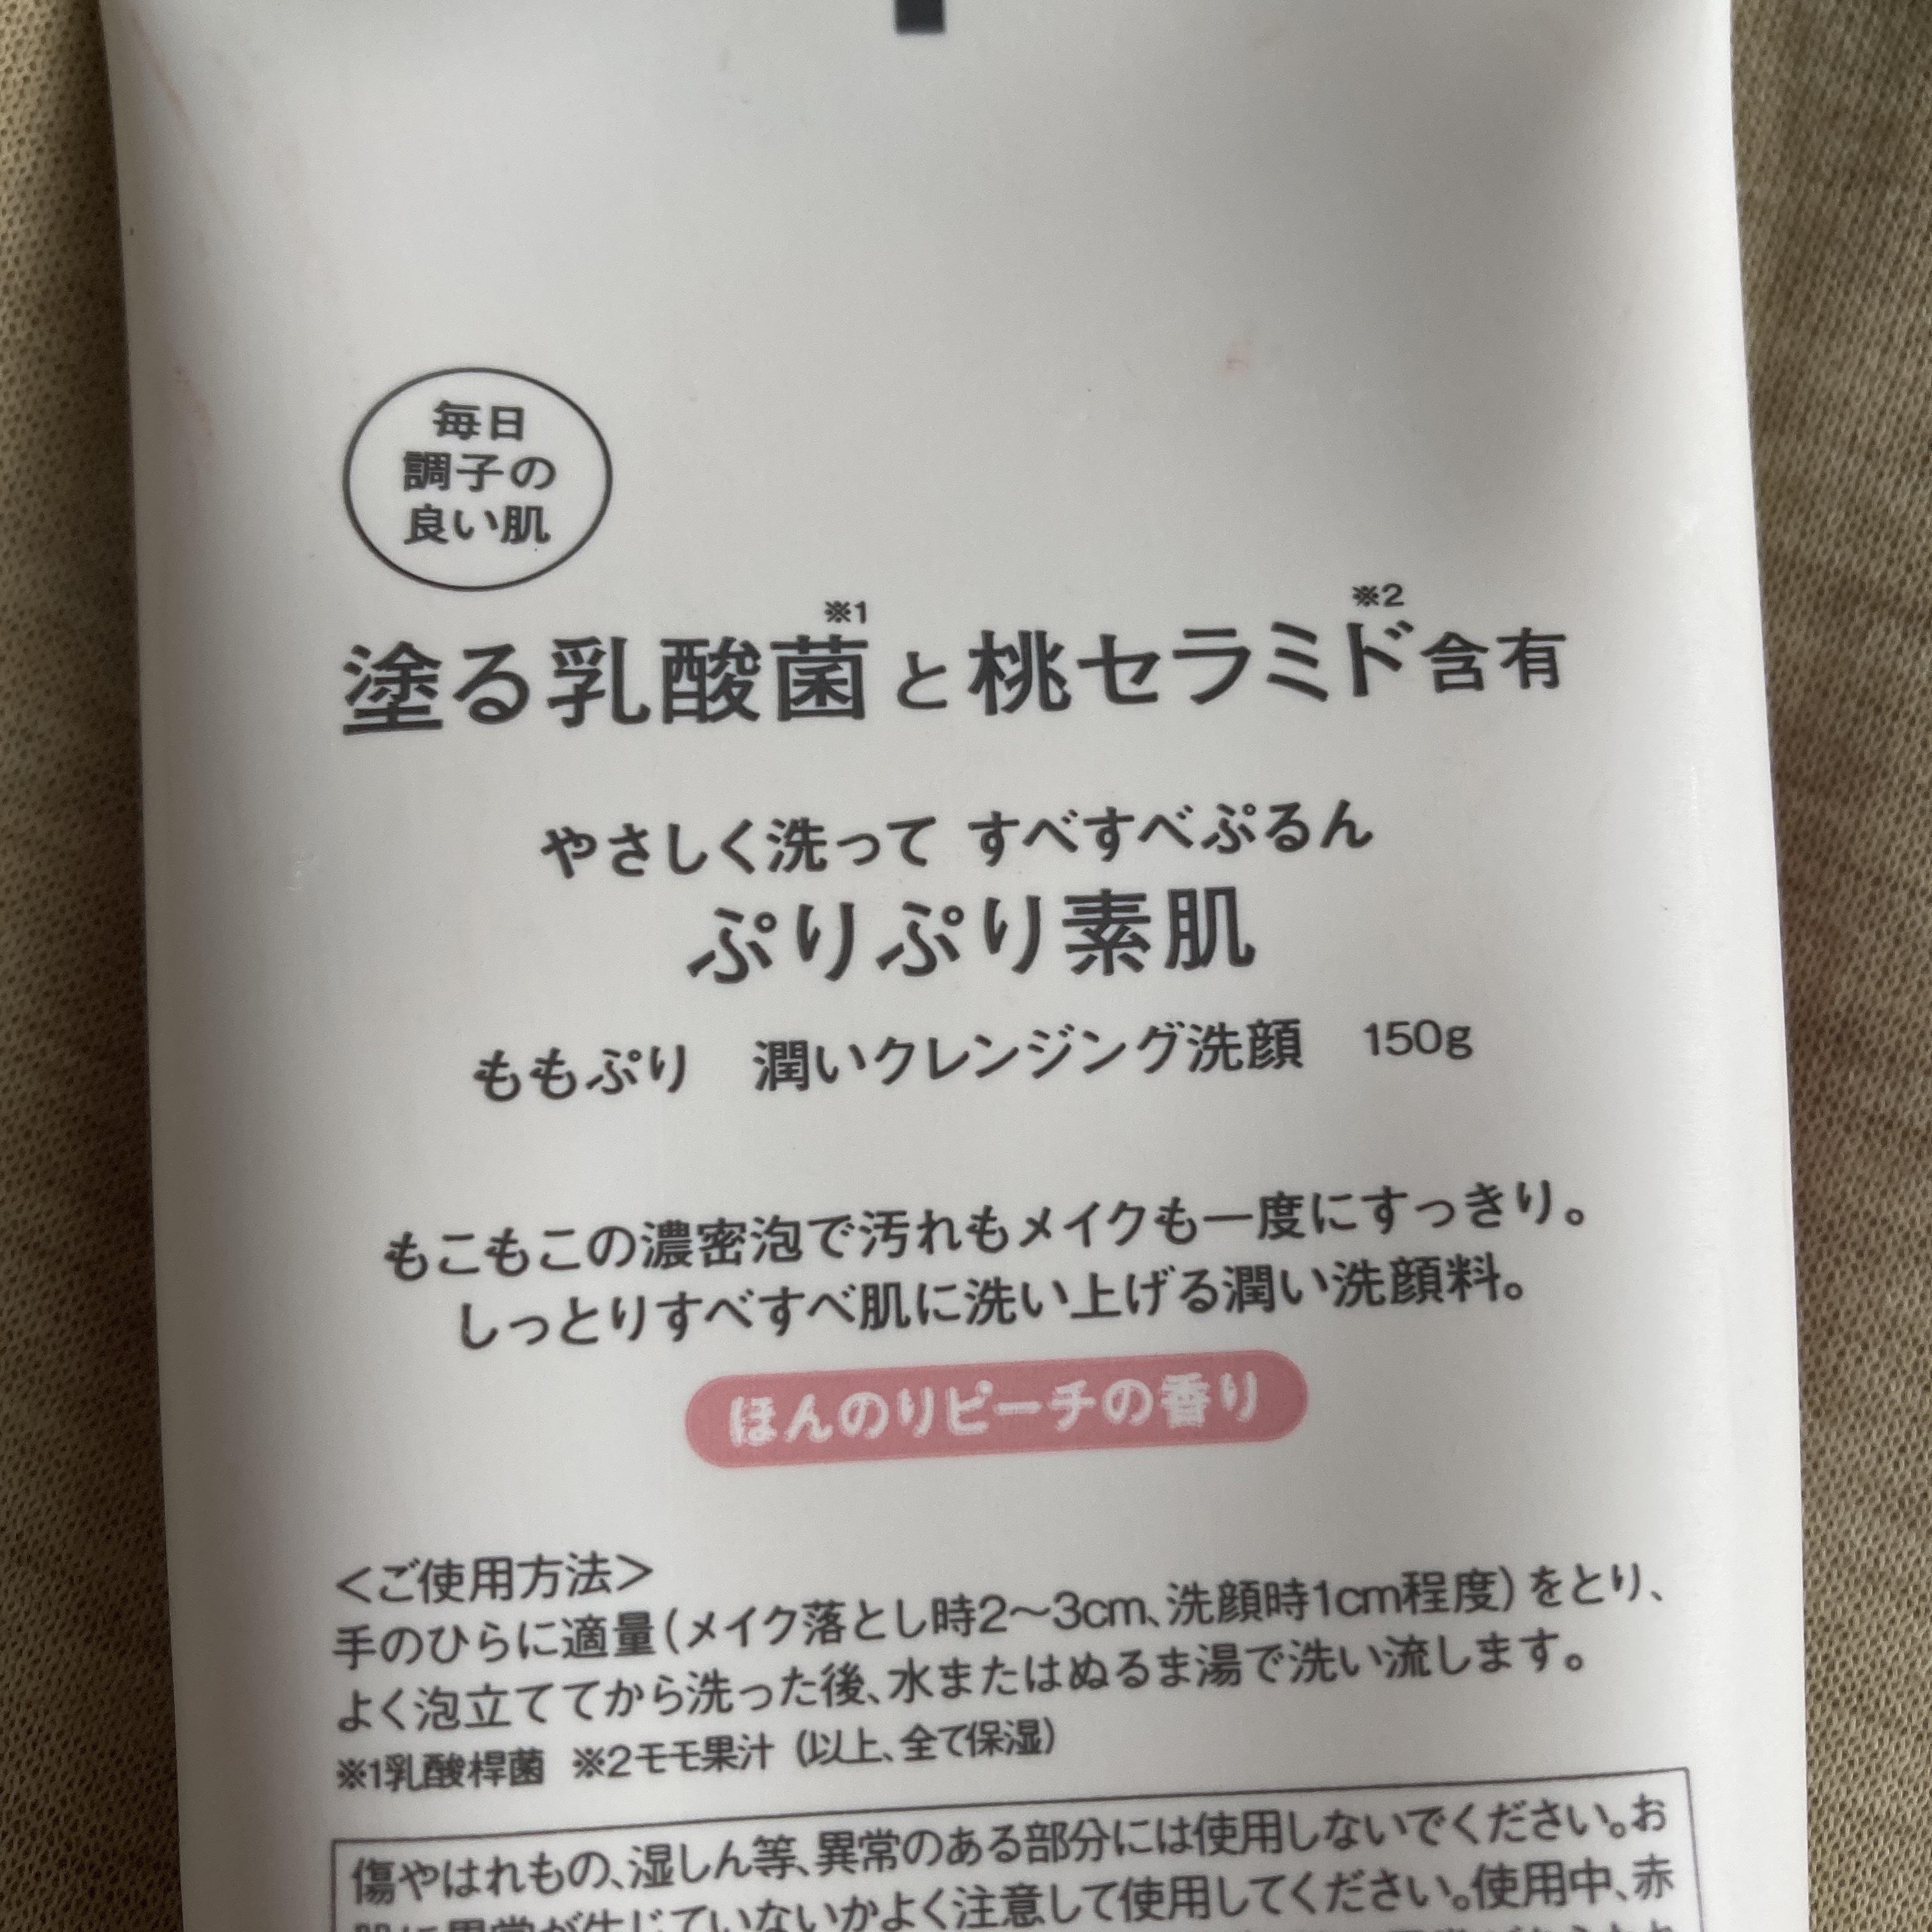 毎日
調子の
良い肌
塗る乳酸菌※1と桃セラミド※2含有
やさしく洗って すべすべぷるん
ぷりぷり素肌
ももぷり 潤いクレンジング洗顔 150g
もこもこの濃密泡で汚れもメイクも一度にすっきり。
しっとりすべすべ肌に洗い上げる潤い洗顔料。
ほんのりピーチの香り
＜ご使用方法＞
手のひらに適量(メイク落とし時2～3cm、洗顔時1cm程度)をとり、
よく泡立ててから洗った後、水またはぬるま湯で洗い流します。
※1乳酸桿菌 ※2モモ果汁 (以上、全て保湿)
傷やはれもの、湿しん等、異常のある部分には使用しないでください。お
肌に異常が生じていないかよく注意して使用してください。使用中、赤